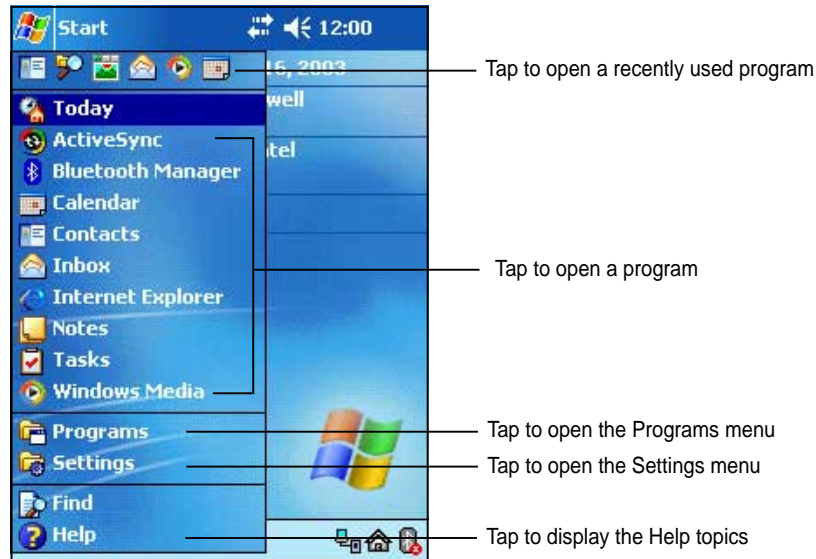 Start 12:00
16, 2003
Tap to open a recently used program
Today
well
ActiveSync
tel
Bluetooth Manager
Calendar
Contacts
Inbox
Tap to open a program
Internet Explorer
Notes
Tasks
Windows Media
Programs
Tap to open the Programs menu
Settings
Tap to open the Settings menu
Find
Help
Tap to display the Help topics